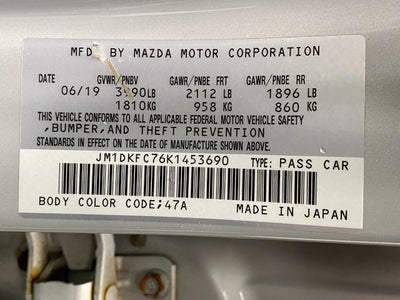 MFD. BY MAZDA MOTOR CORPORATION
DATE GVWR/PNBV GAWR/PNBE FRT GAWR/PNBE RR
06/19 3990LB 2112 LB 1896 LB
1810KG 958 KG 860 KG
THIS VEHICLE CONFORMS TO ALL APPLICABLE FEDERAL MOTOR VEHICLE SAFETY
,BUMPER,AND THEFT PREVENTION
STANDARDS IN EFFECT ON THE DATE OF MANUFACTURE SHOWN ABOVE.
JM1DKFC76K1453690 TYPE: PASS CAR
BODY COLOR CODE;47A MADE IN JAPAN